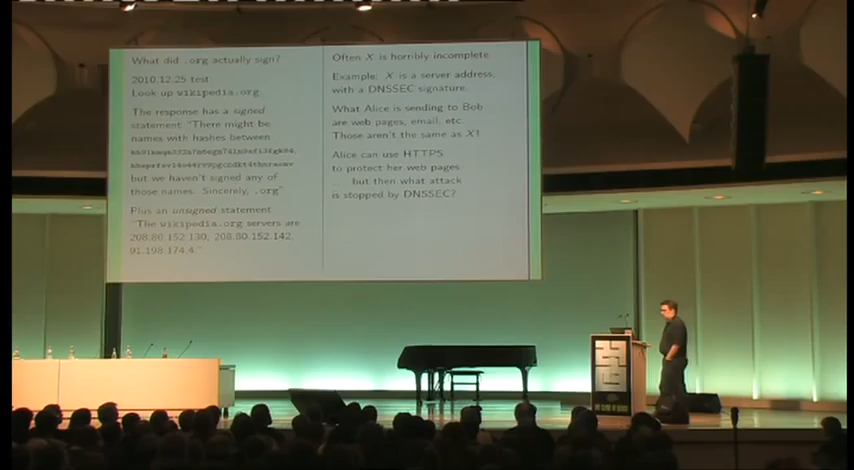 What did .org actually sign?
2010.12.25 test
Look up wikipedia.org
The response has a signed
statement "There might be
names with hashes between
but we haven't signed any of
those names. Sincerely, .org"
Plus an unsigned statement
"The wikipedia.org servers are
208.80.152.130, 208.80.152.142,
91.198.174.4."
Often X is horribly incomplete.
Example: X is a server address,
with a DNSSEC signature.
What Alice is sending to Bob
are web pages, email, etc.
Those aren't the same as X!
Alice can use HTTPS
to protect her web pages
... but then what attack
is stopped by DNSSEC?